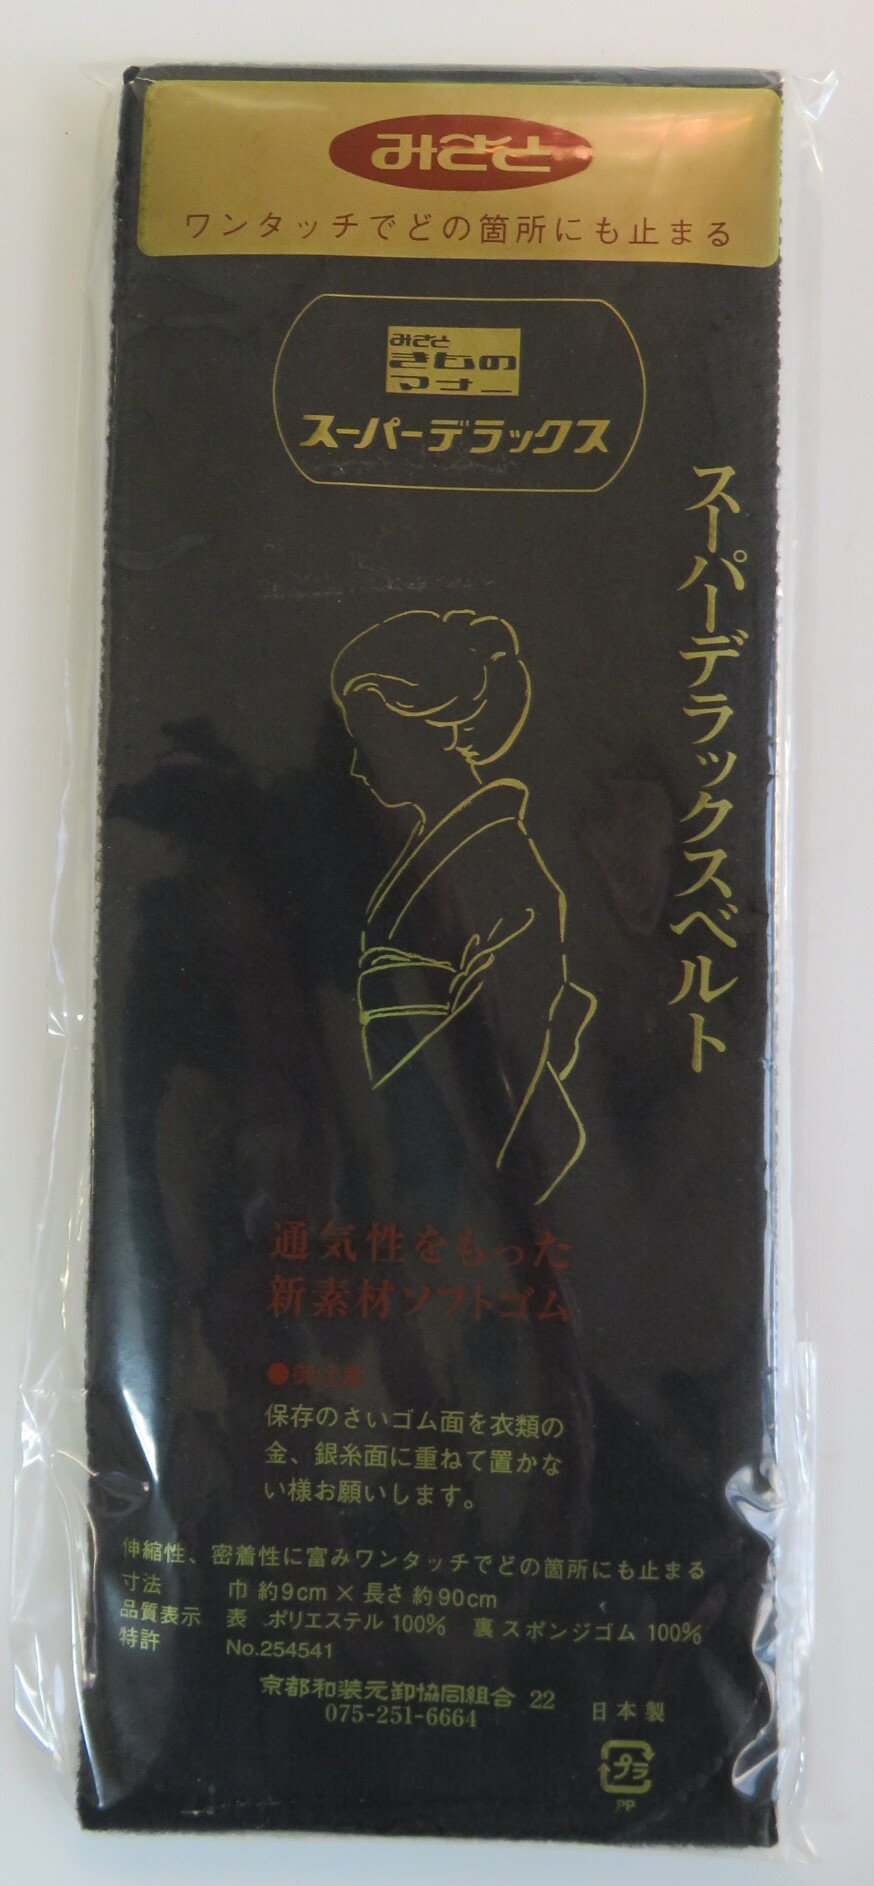 みさと
ワンタッチでどの箇所にも止まる
みさと
きもの
マナー
スーパーデラックス
スーパーデラックスベルト
通気性をもった
新素材ソフトゴム
●御注意
保存のさいゴム面を衣類の
金、銀糸面に重ねて置かな
い様お願いします。
伸縮性、密着性に富みワンタッチでどの箇所にも止まる
寸法 巾 約9cm × 長さ 約90cm
品質表示 表 ポリエステル 100% 裏 スポンジゴム 100%
特許 No.254541
京都和装元卸協同組合 22
075-251-6664
日本製
プラ
PP